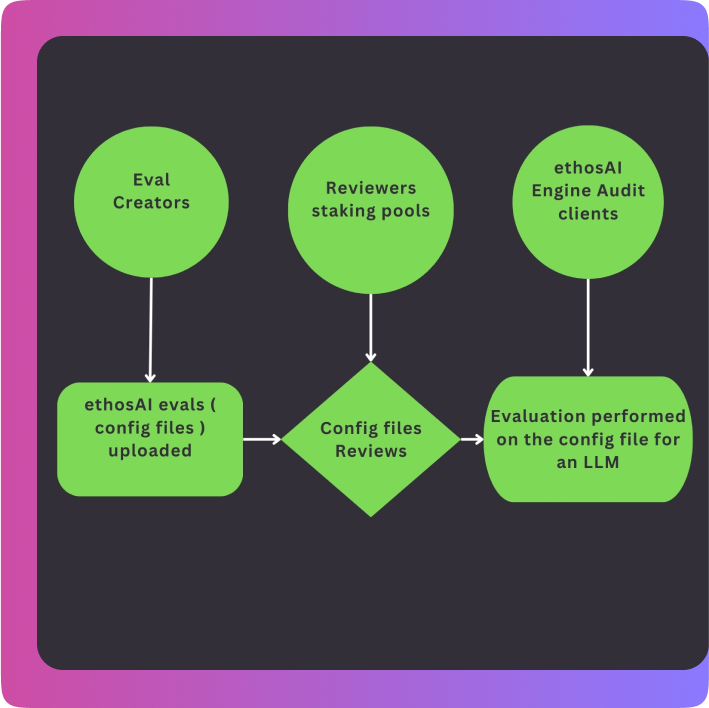 Eval
Creators
Reviewers
staking pools
ethosAI
Engine Audit
clients
ethosAI evals (
config files )
uploaded
Config files
Reviews
Evaluation performed
on the config file for
an LLM